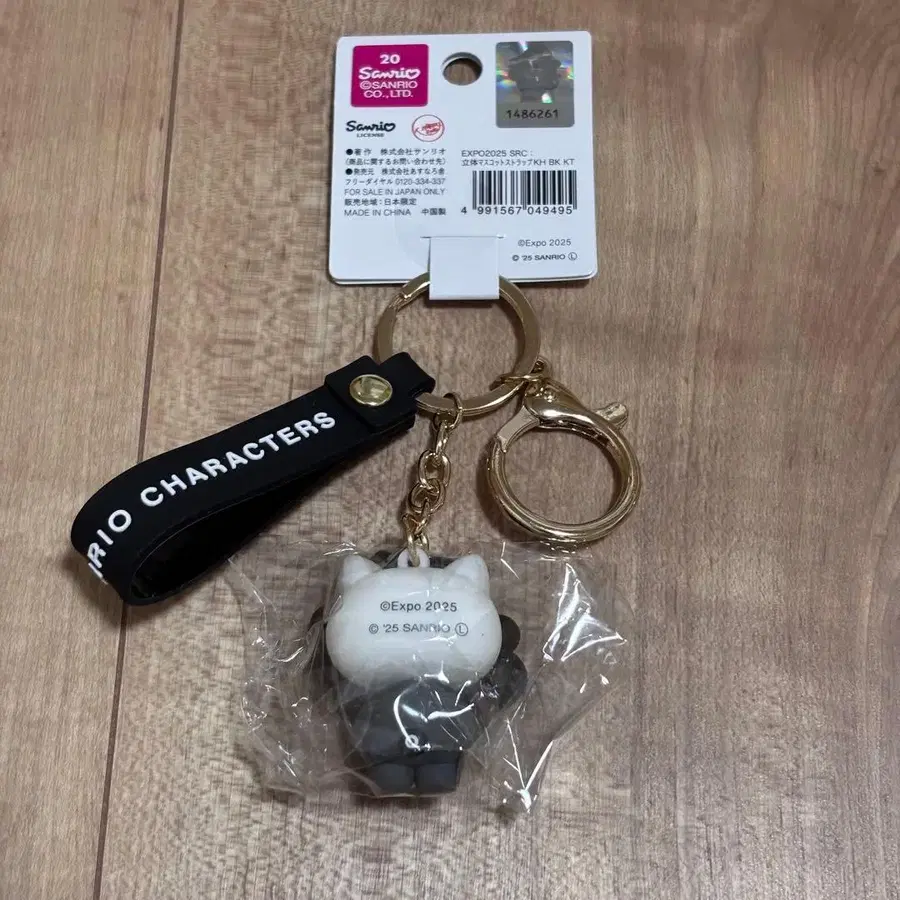 20
Sanrio
©SANRIO
CO., LTD.
1486261
Sanrio
LICENSE
●著作 株式会社サンリオ
(商品に関するお問い合わせ先)
●発売元 株式会社あすなろ舎
フリーダイヤル 0120-334-337
FOR SALE IN JAPAN ONLY
販売地域:日本限定
MADE IN CHINA 中国製
EXPO2025 SRC :
立体マスコットストラップKH BK KT
4 991567 049495
©Expo 2025
© '25 SANRIO Ⓛ
RIO CHARACTERS
©Expo 2025
© '25 SANRIO Ⓛ